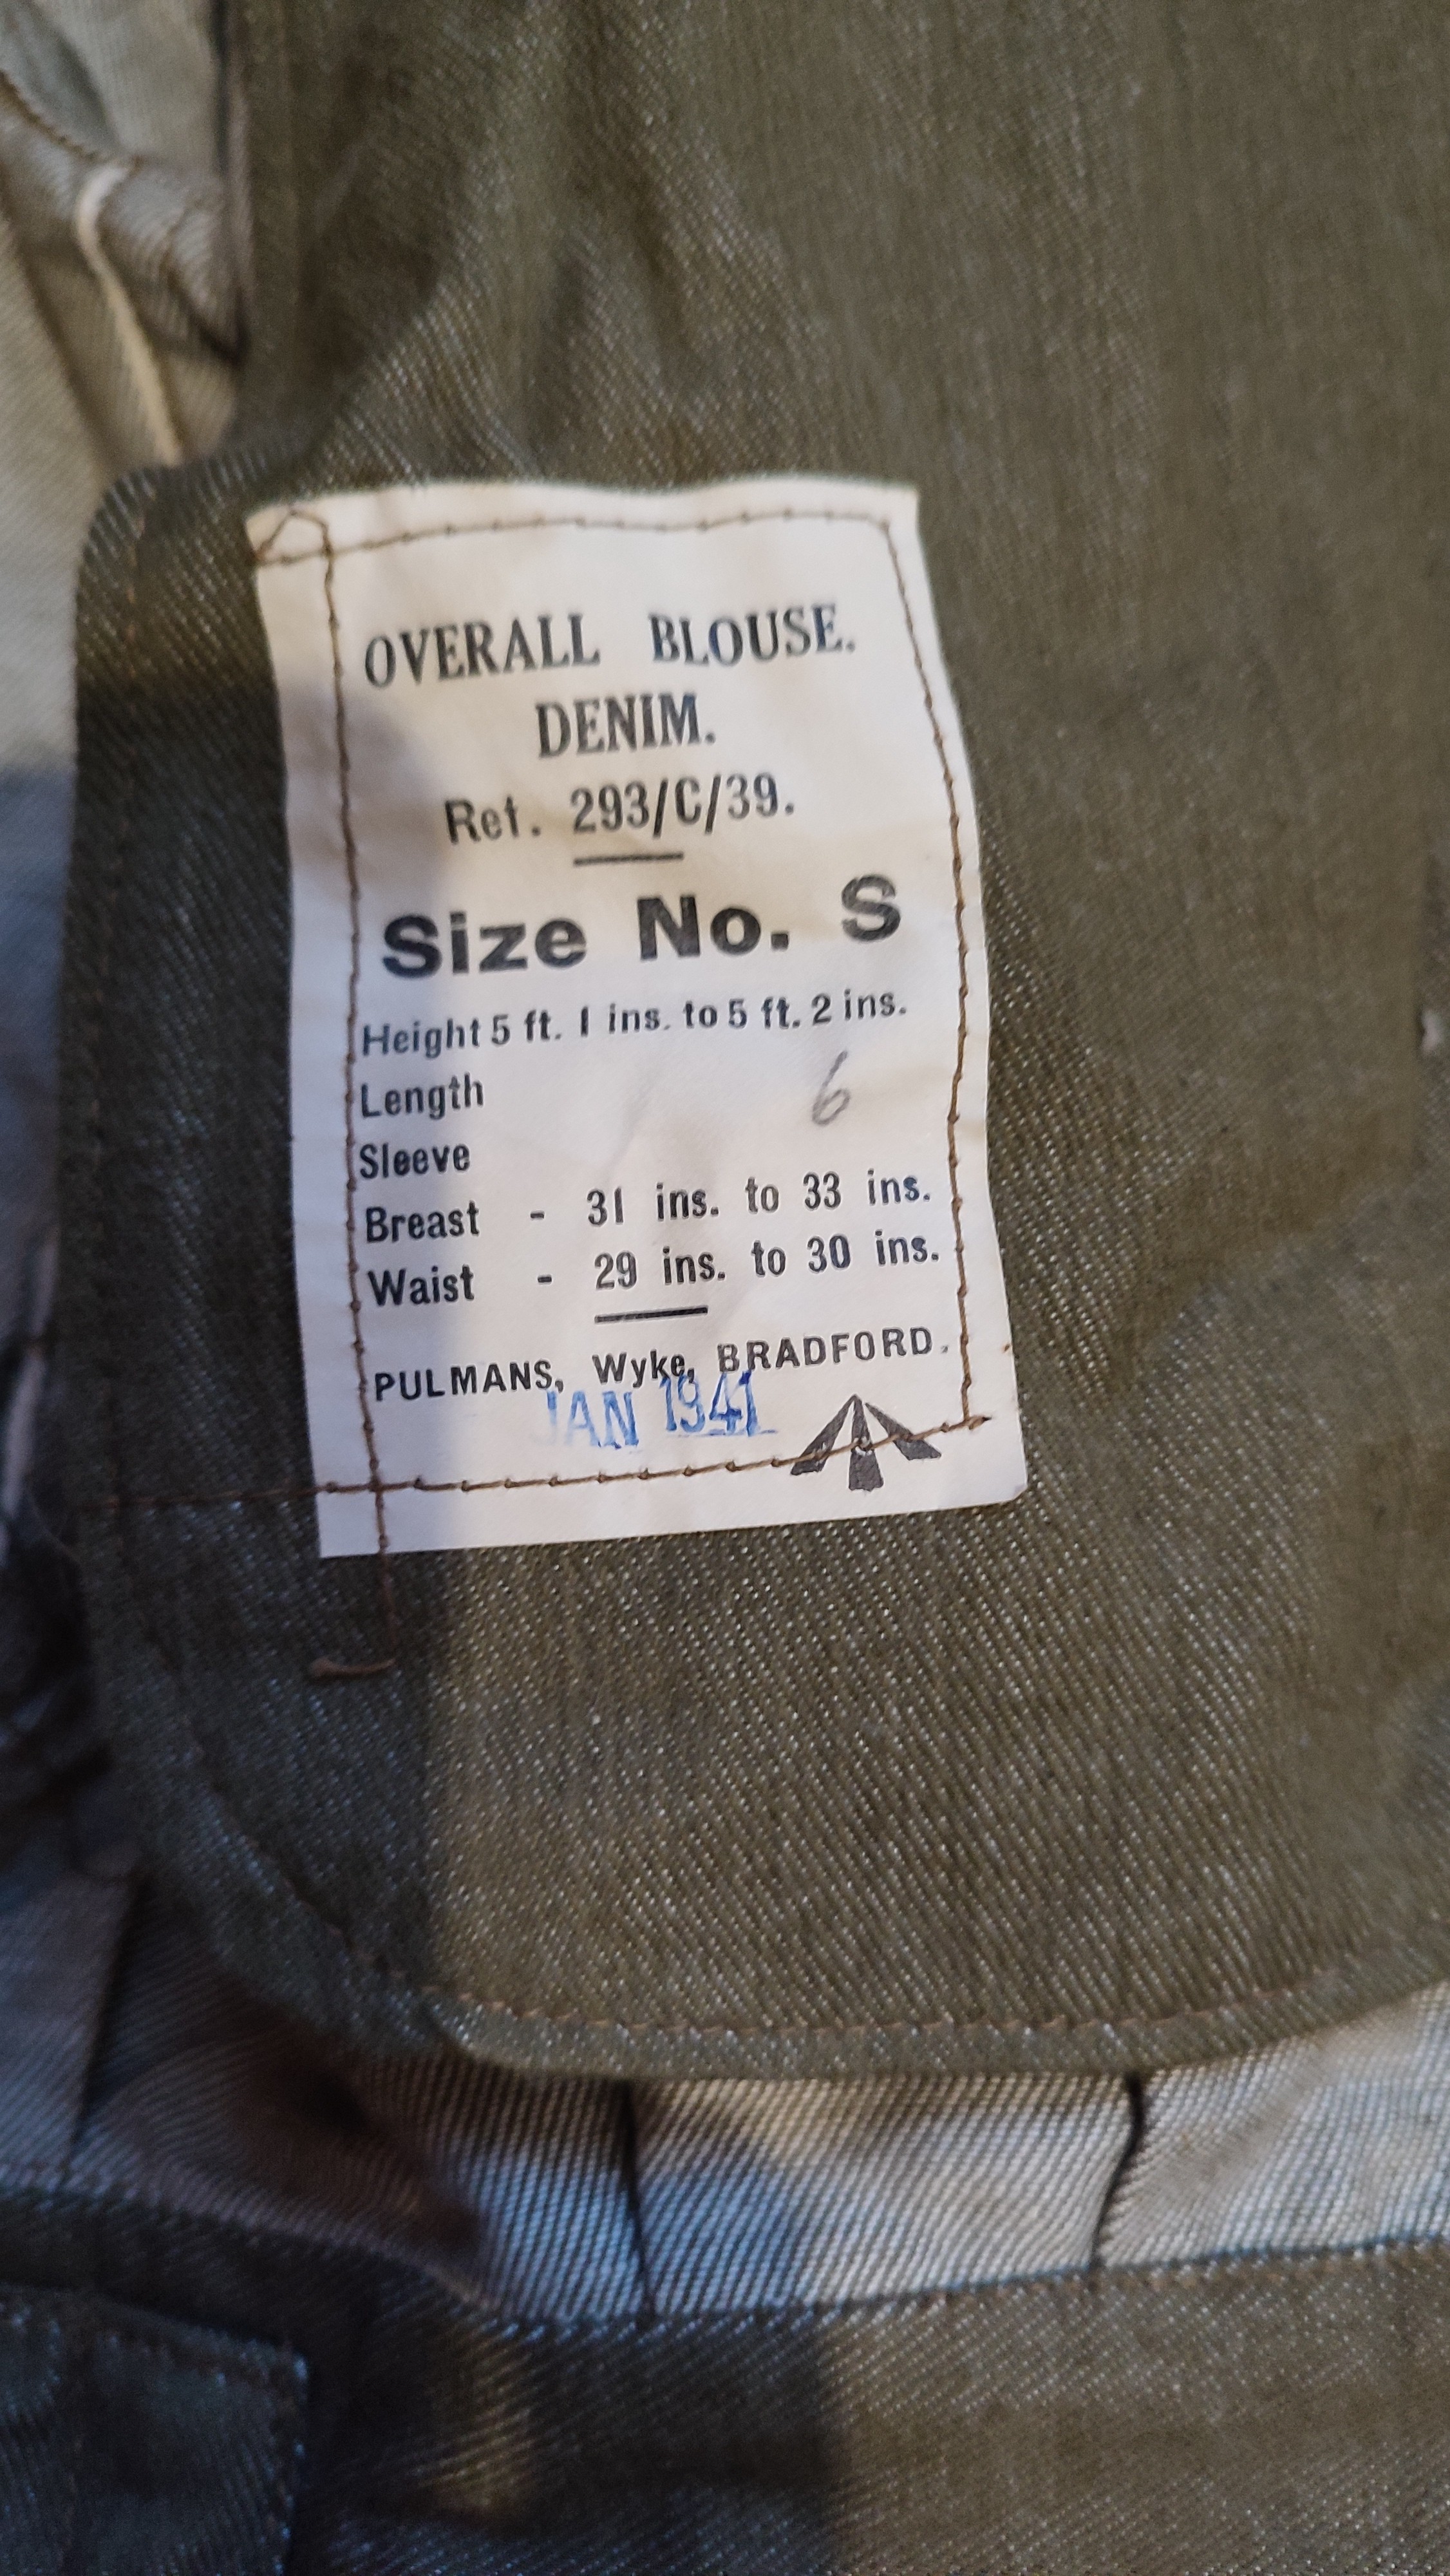 OVERALL BLOUSE.
DENIM.
Ref. 293/C/39.
Size No. S
Height 5 ft. 1 ins. to 5 ft. 2 ins.
6
Length
Sleeve
Breast - 31 ins. to 33 ins.
Waist - 29 ins. to 30 ins.
PULMANS, Wyke, BRADFORD.
JAN 1941